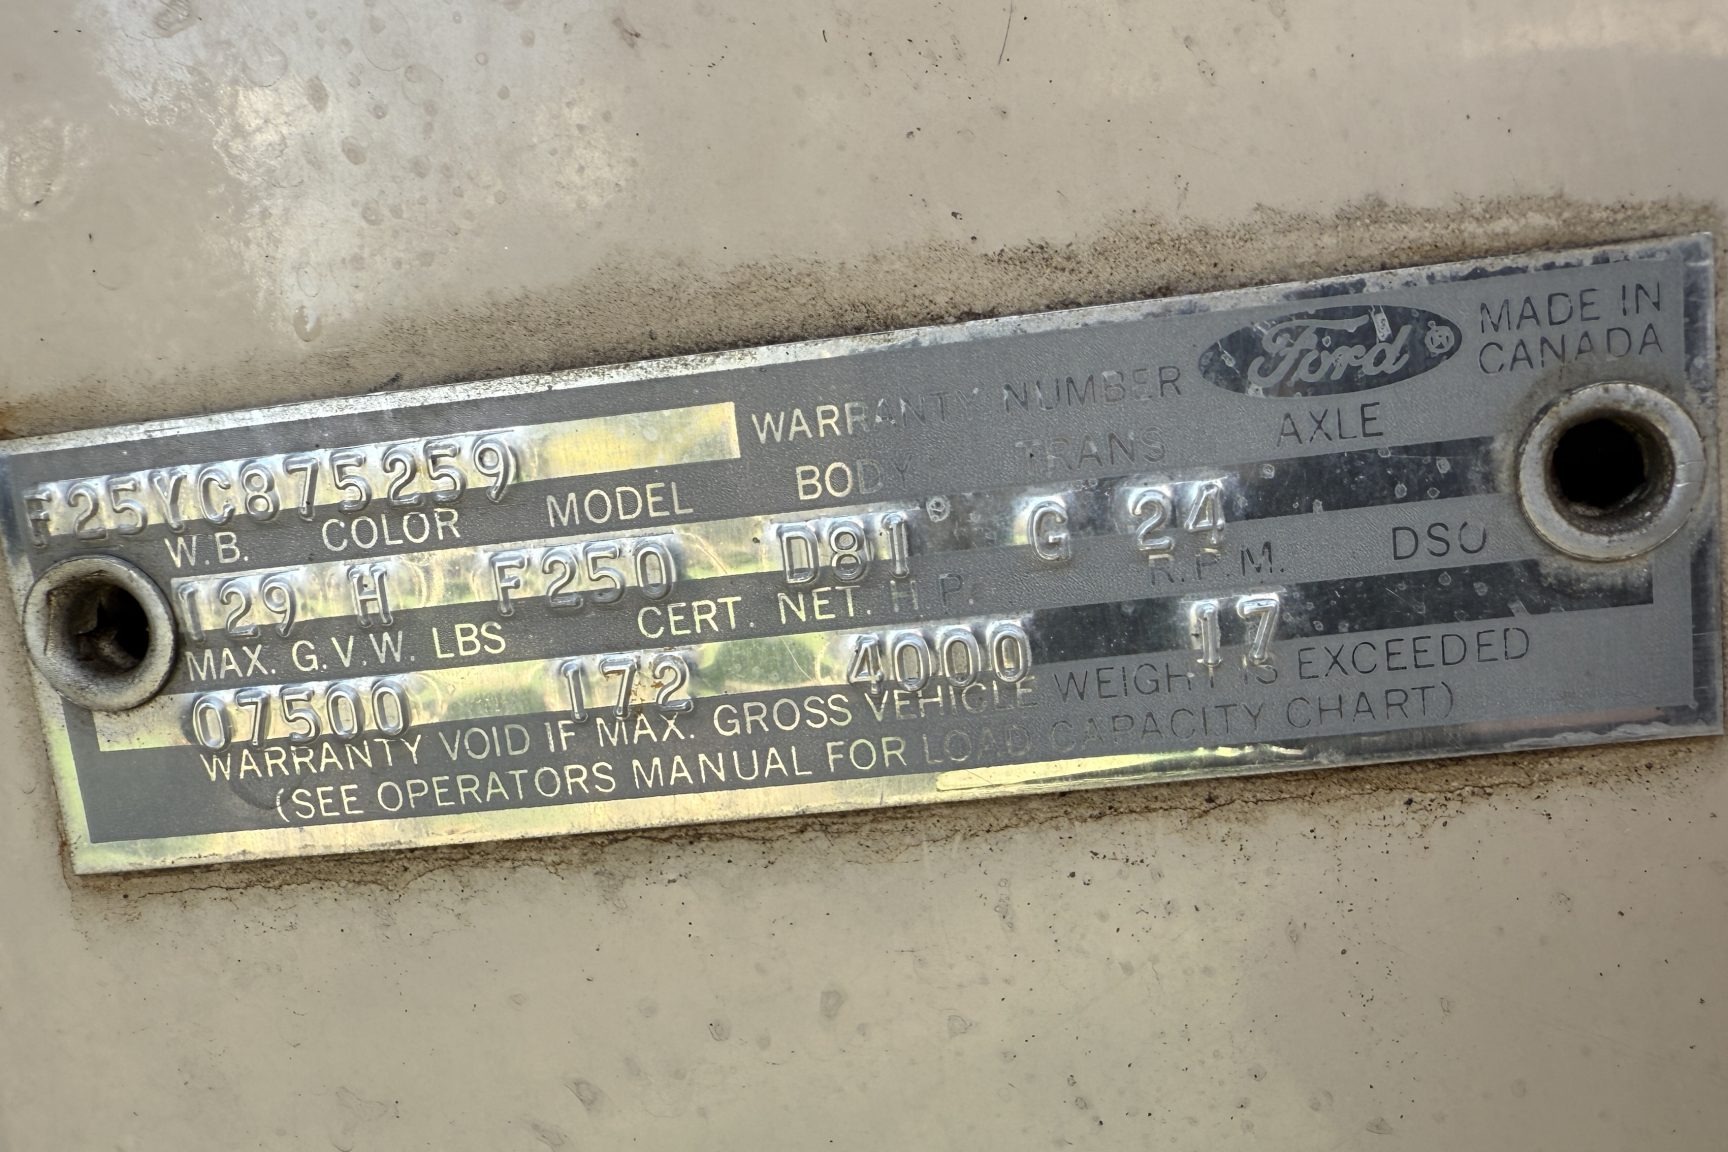 Ford MADE IN
CANADA
F25YC875259 WARRANTY NUMBER
W.B. COLOR MODEL BODY TRANS AXLE
129 H F250 D81 G 24
MAX. G.V.W. LBS CERT. NET. H.P. R.P.M. DSO
07500 172 4000 17
WARRANTY VOID IF MAX. GROSS VEHICLE WEIGHT IS EXCEEDED
(SEE OPERATORS MANUAL FOR LOAD CAPACITY CHART)